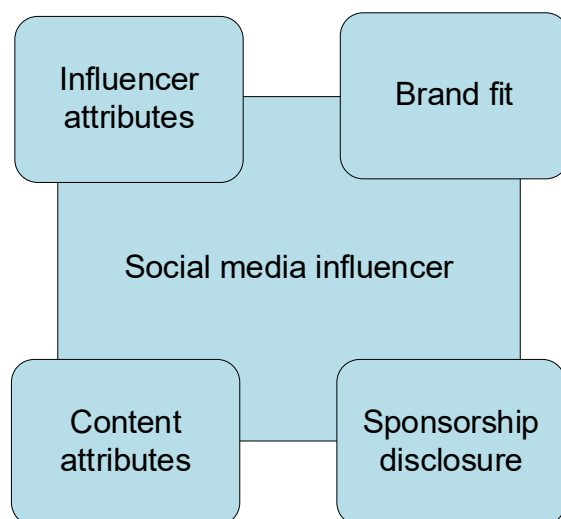 Influencer
attributes
Brand fit
Social media influencer
Content
attributes
Sponsorship
disclosure